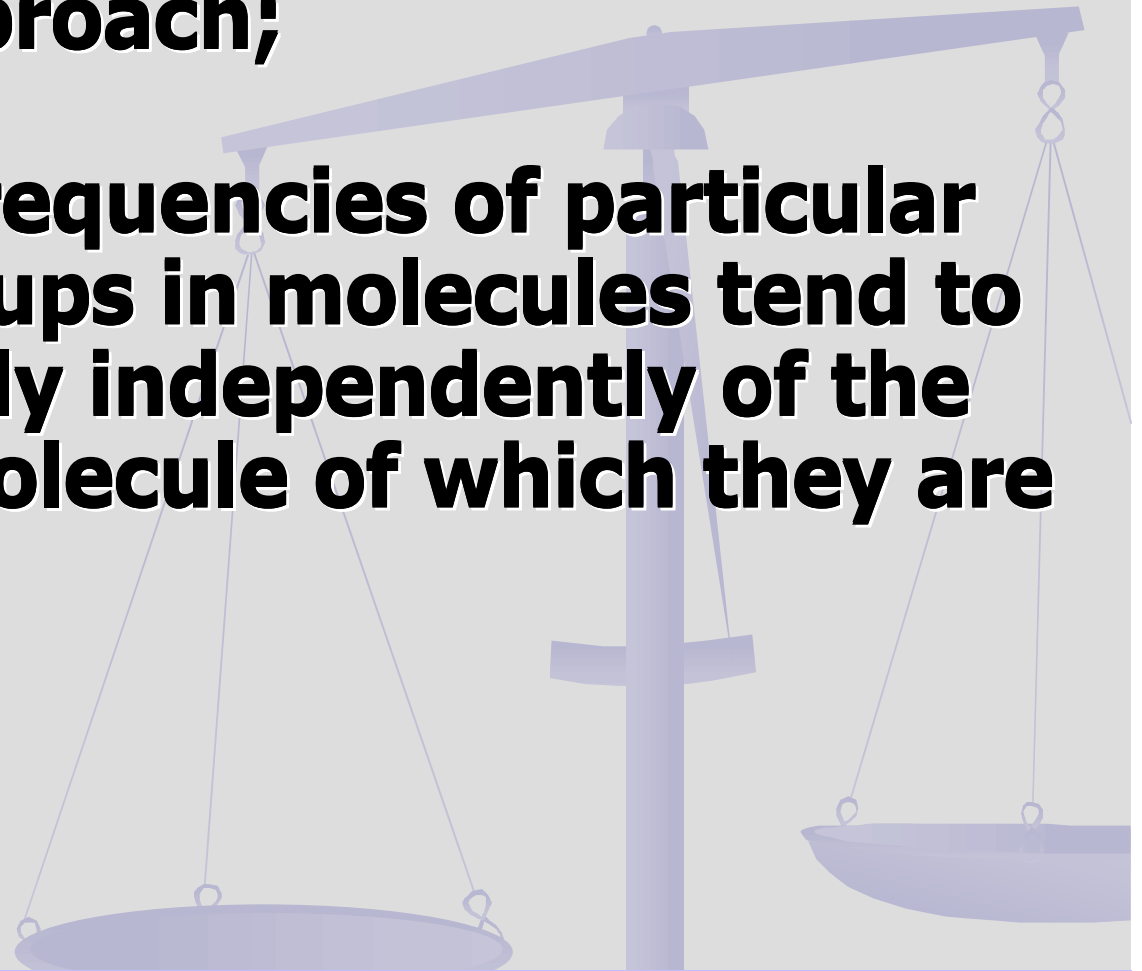 proach;
requencies of particular
ups in molecules tend to
ly independently of the
olecule of which they are